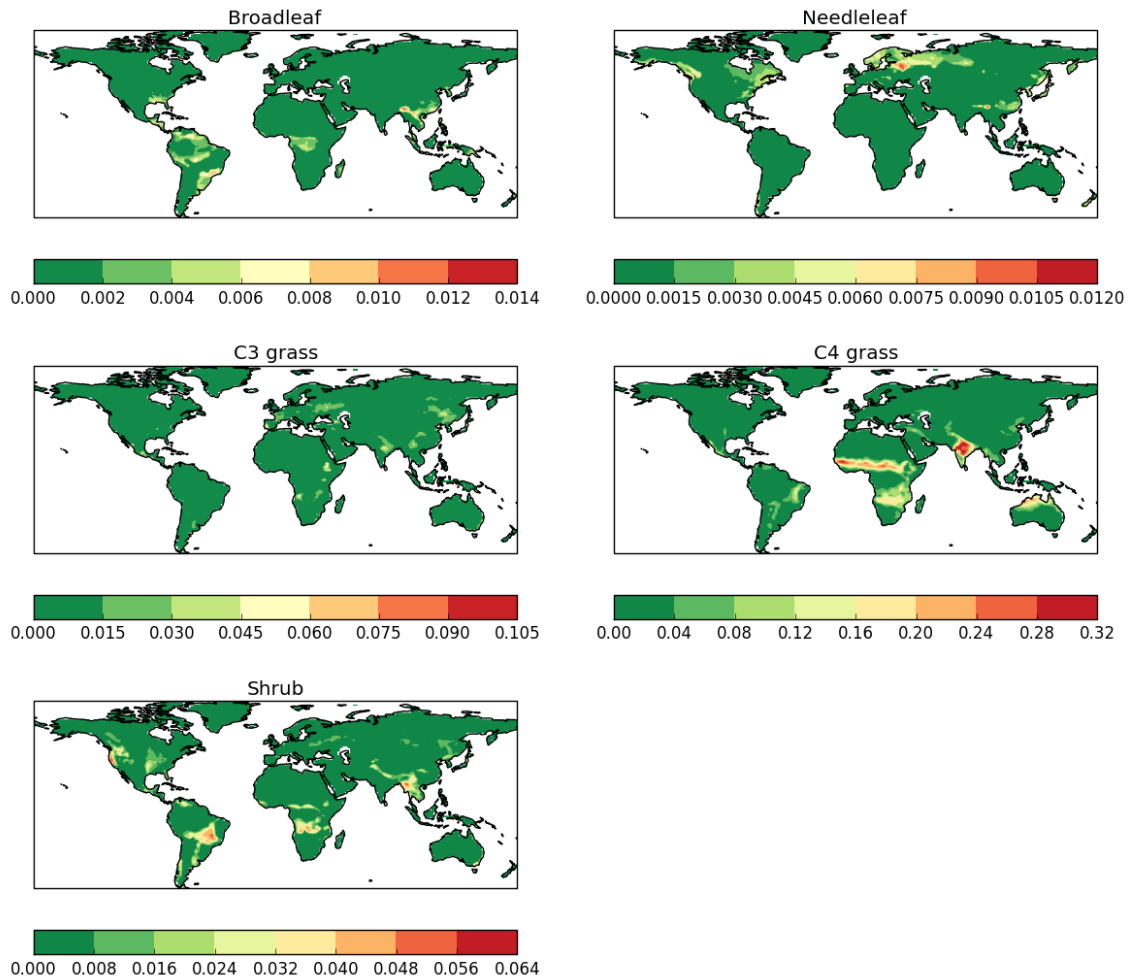 Broadleaf
Needleleaf
0.000 0.002 0.004 0.006 0.008 0.010 0.012 0.014
0.0000 0.0015 0.0030 0.0045 0.0060 0.0075 0.0090 0.0105 0.0120
C3 grass
C4 grass
0.000 0.015 0.030 0.045 0.060 0.075 0.090 0.105
0.00 0.04 0.08 0.12 0.16 0.20 0.24 0.28 0.32
Shrub
0.000 0.008 0.016 0.024 0.032 0.040 0.048 0.056 0.064